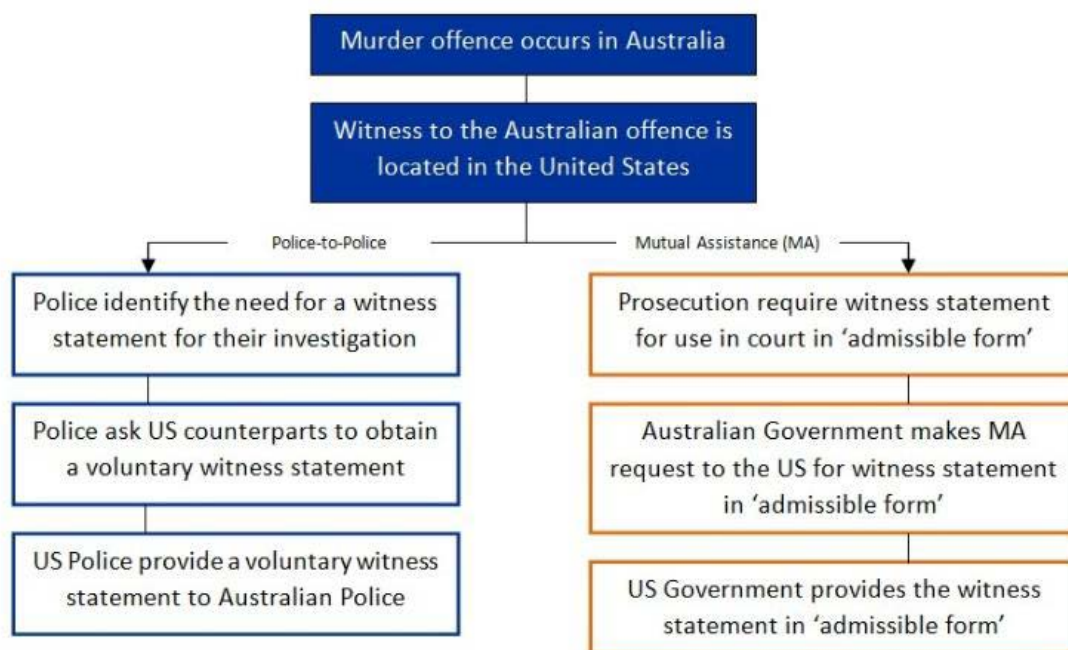 Murder offence occurs in Australia
Witness to the Australian offence is
located in the United States
Police-to-Police
Mutual Assistance (MA)
Police identify the need for a witness
statement for their investigation
Police ask US counterparts to obtain
a voluntary witness statement
US Police provide a voluntary witness
statement to Australian Police
Prosecution require witness statement
for use in court in ‘admissible form’
Australian Government makes MA
request to the US for witness statement
in ‘admissible form’
US Government provides the witness
statement in ‘admissible form’